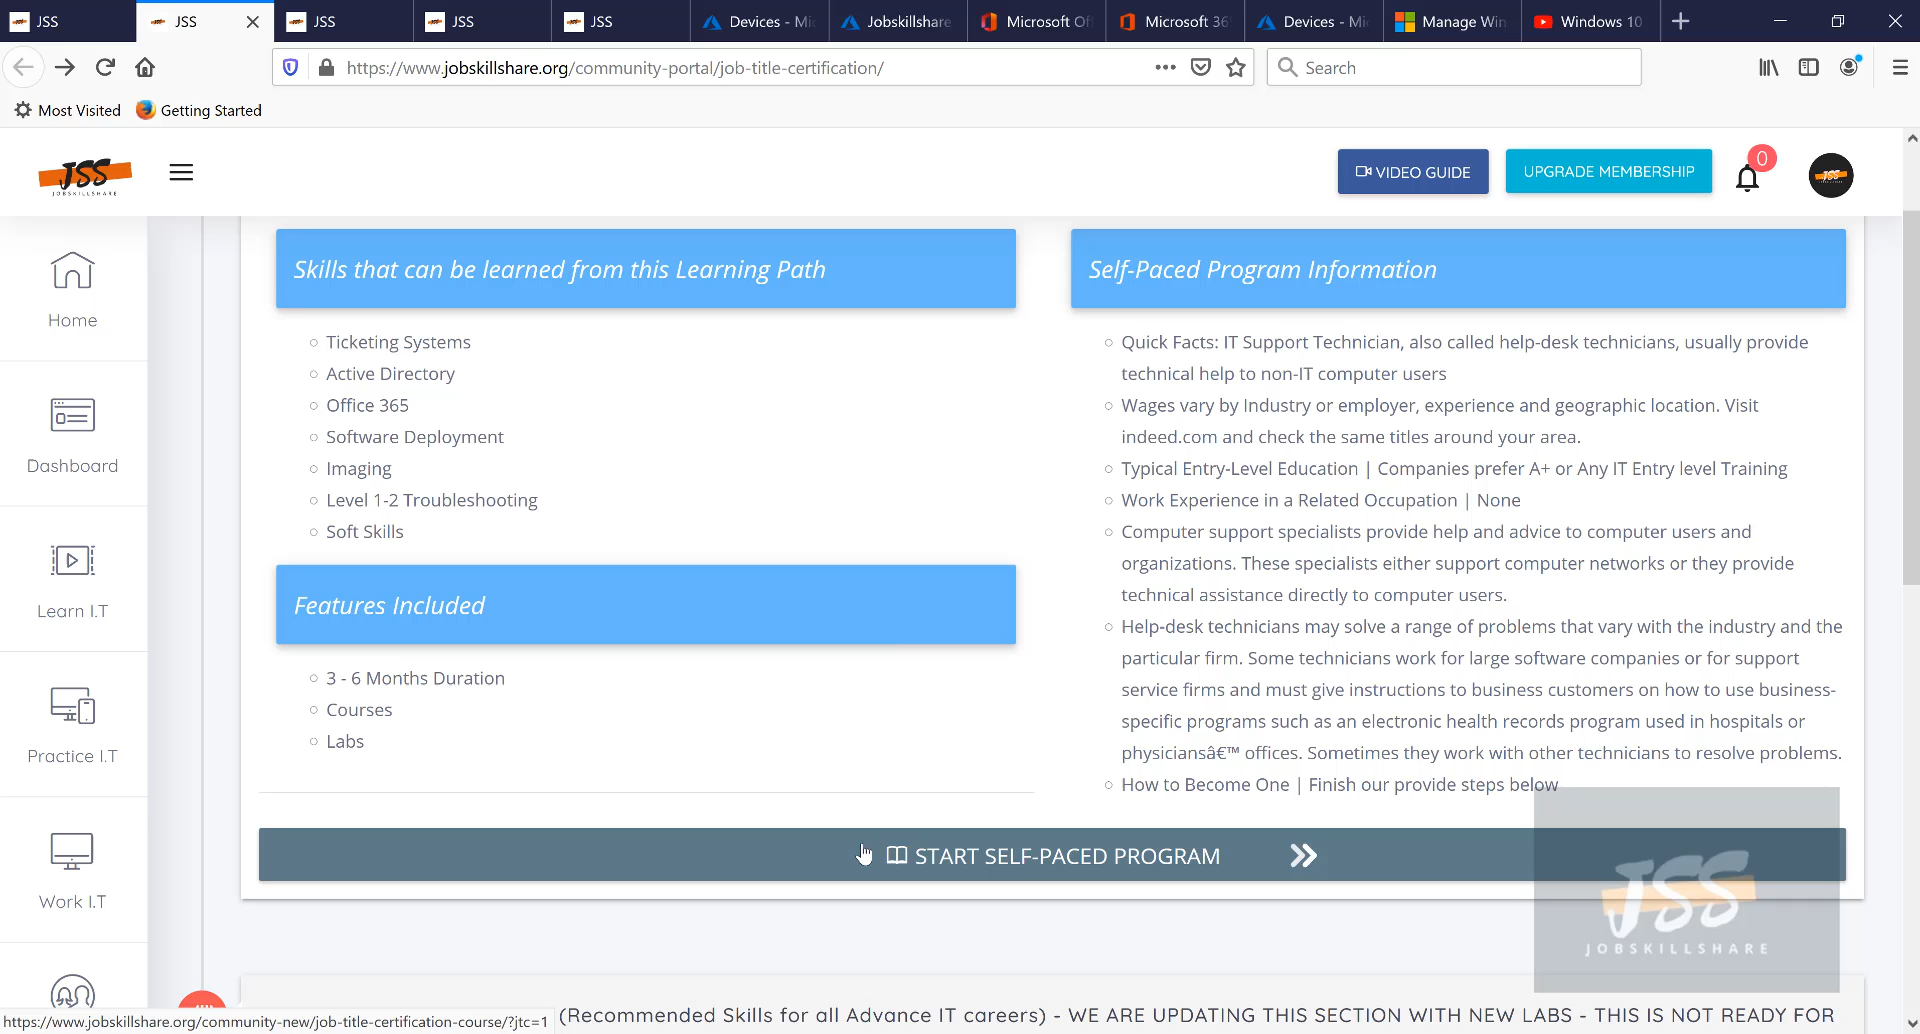 JSS
JSS
JSS
JSS
JSS
Devices - Mi
Jobskillshare
Microsoft Of
Microsoft 36
Devices - Mi
Manage Win
Windows 10
https://www.jobskillshare.org/community-portal/job-title-certification/
Search
Most Visited
Getting Started
JSS
JOBSKILLSHARE
VIDEO GUIDE
UPGRADE MEMBERSHIP
0
Home
Dashboard
Learn I.T
Practice I.T
Work I.T
Skills that can be learned from this Learning Path
Ticketing Systems
Active Directory
Office 365
Software Deployment
Imaging
Level 1-2 Troubleshooting
Soft Skills
Features Included
3 - 6 Months Duration
Courses
Labs
Self-Paced Program Information
Quick Facts: IT Support Technician, also called help-desk technicians, usually provide
technical help to non-IT computer users
Wages vary by Industry or employer, experience and geographic location. Visit
indeed.com and check the same titles around your area.
Typical Entry-Level Education | Companies prefer A+ or Any IT Entry level Training
Work Experience in a Related Occupation | None
Computer support specialists provide help and advice to computer users and
organizations. These specialists either support computer networks or they provide
technical assistance directly to computer users.
Help-desk technicians may solve a range of problems that vary with the industry and the
particular firm. Some technicians work for large software companies or for support
service firms and must give instructions to business customers on how to use business-
specific programs such as an electronic health records program used in hospitals or
physiciansâ€™ offices. Sometimes they work with other technicians to resolve problems.
How to Become One | Finish our provide steps below
START SELF-PACED PROGRAM
JSS
JOBSKILLSHARE
(Recommended Skills for all Advance IT careers) - WE ARE UPDATING THIS SECTION WITH NEW LABS - THIS IS NOT READY FOR
https://www.jobskillshare.org/community-new/job-title-certification-course/?jtc=1